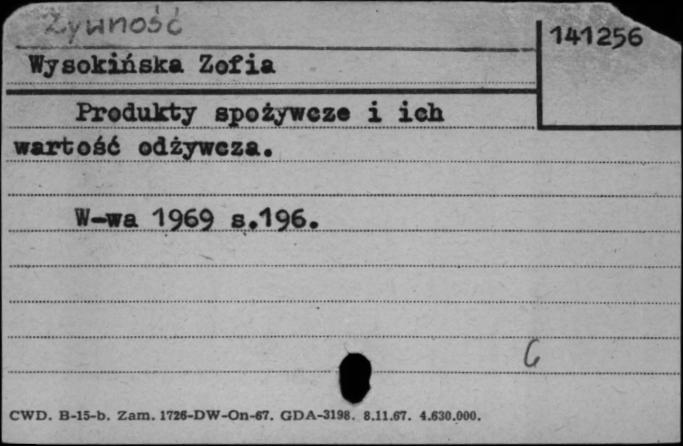 Żywność
141256
Wysokińska Zofia
Produkty spożywcze i ich
wartość odżywcza.
W-wa 1969 s.196.
G
CWD. B-15-b. Zam. 1726-DW-On-67. GDA-3198. 8.11.67. 4.630.000.